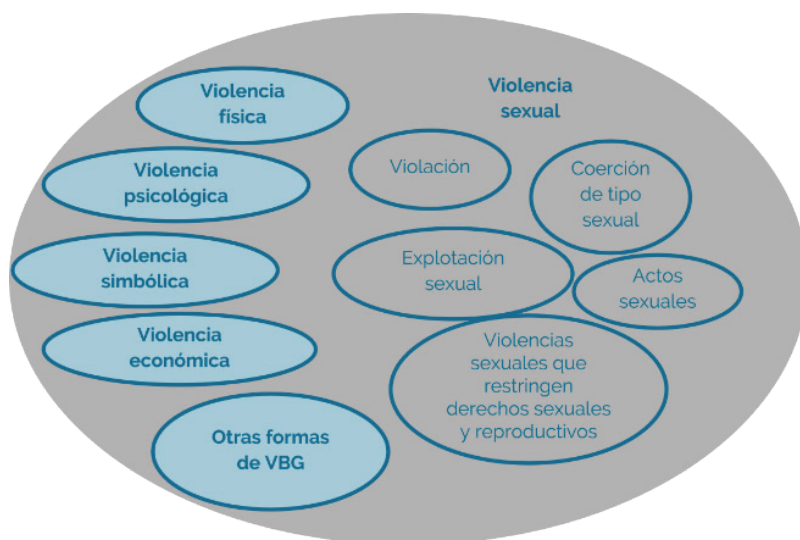 Violencia
física
Violencia
psicológica
Violencia
simbólica
Violencia
económica
Otras formas
de VBG
Violencia
sexual
Violación
Coerción
de tipo
sexual
Explotación
sexual
Actos
sexuales
Violencias
sexuales que
restringen
derechos sexuales
y reproductivos